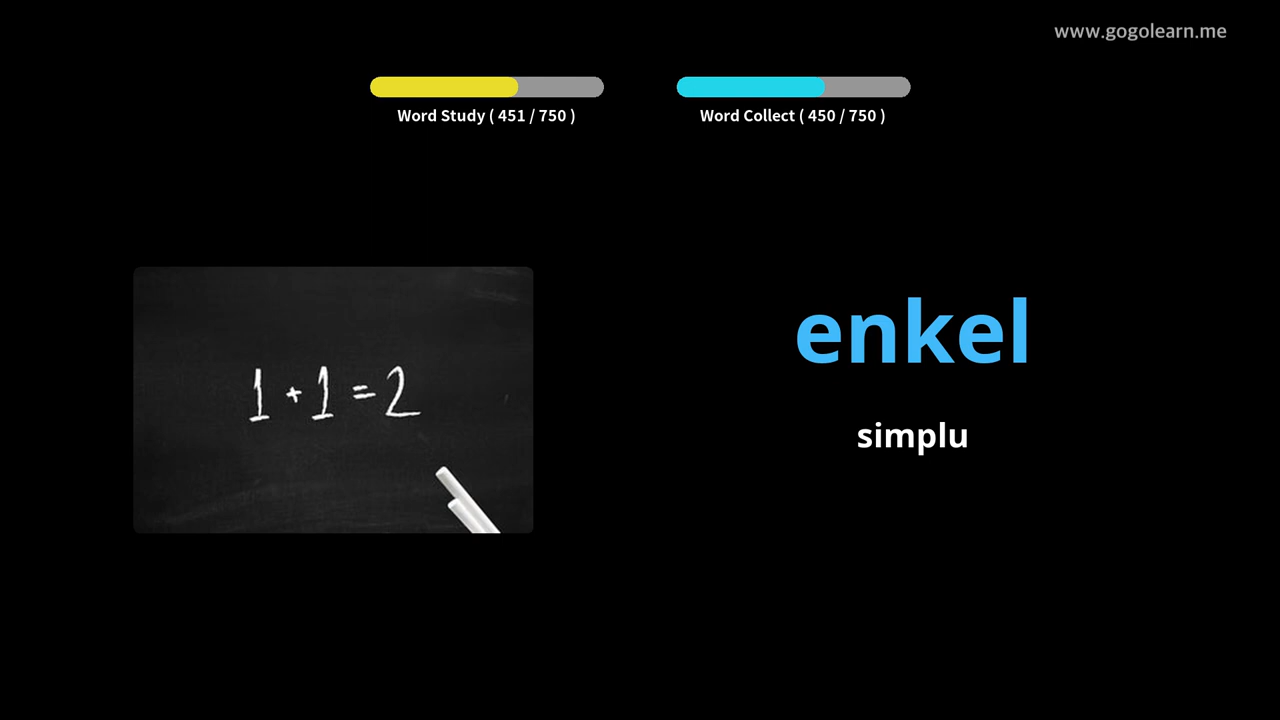 www.gogolearn.me
Word Study ( 451 / 750 )
Word Collect ( 450 / 750 )
1 + 1 = 2
enkel
simplu